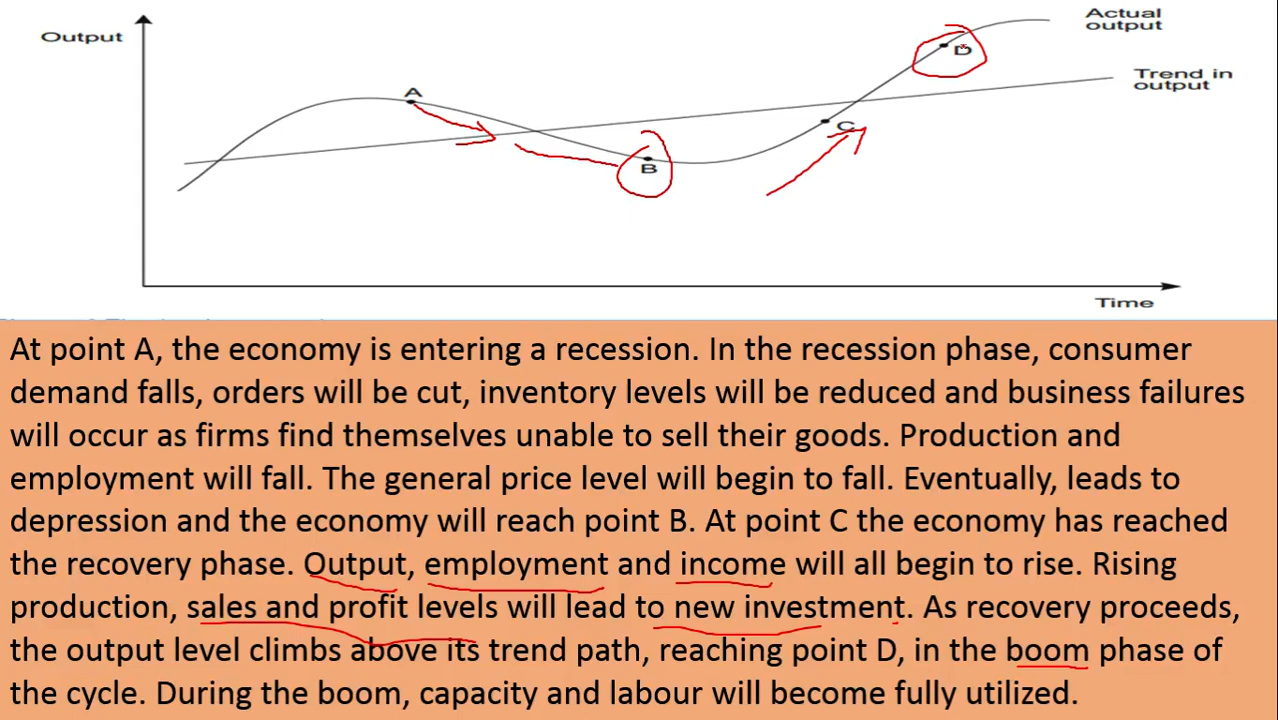 Output
Actual
output
A
D
Trend in
output
C
B
Time
At point A, the economy is entering a recession. In the recession phase, consumer
demand falls, orders will be cut, inventory levels will be reduced and business failures
will occur as firms find themselves unable to sell their goods. Production and
employment will fall. The general price level will begin to fall. Eventually, leads to
depression and the economy will reach point B. At point C the economy has reached
the recovery phase. Output, employment and income will all begin to rise. Rising
production, sales and profit levels will lead to new investment. As recovery proceeds,
the output level climbs above its trend path, reaching point D, in the boom phase of
the cycle. During the boom, capacity and labour will become fully utilized.